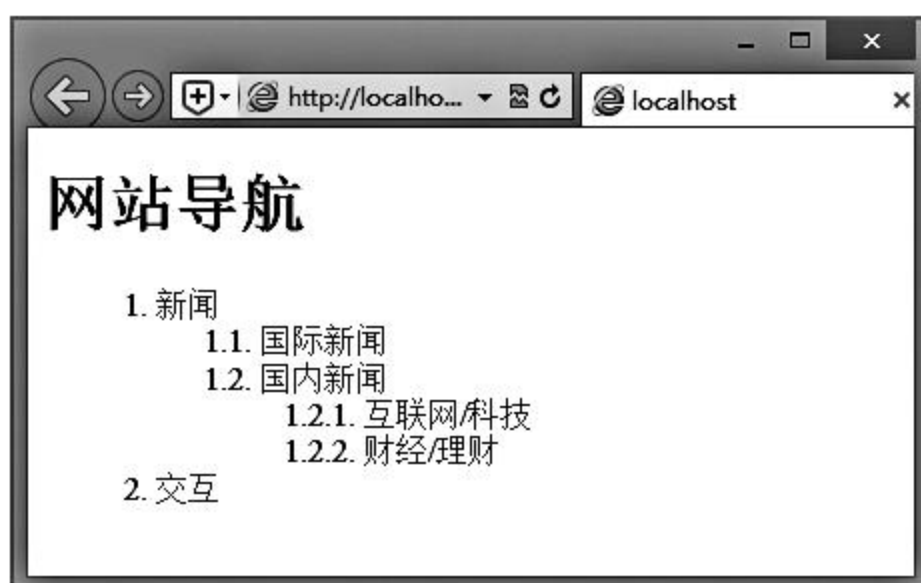 http://localho...
localhost
网站导航
1. 新闻
1.1. 国际新闻
1.2. 国内新闻
1.2.1. 互联网/科技
1.2.2. 财经/理财
2. 交互